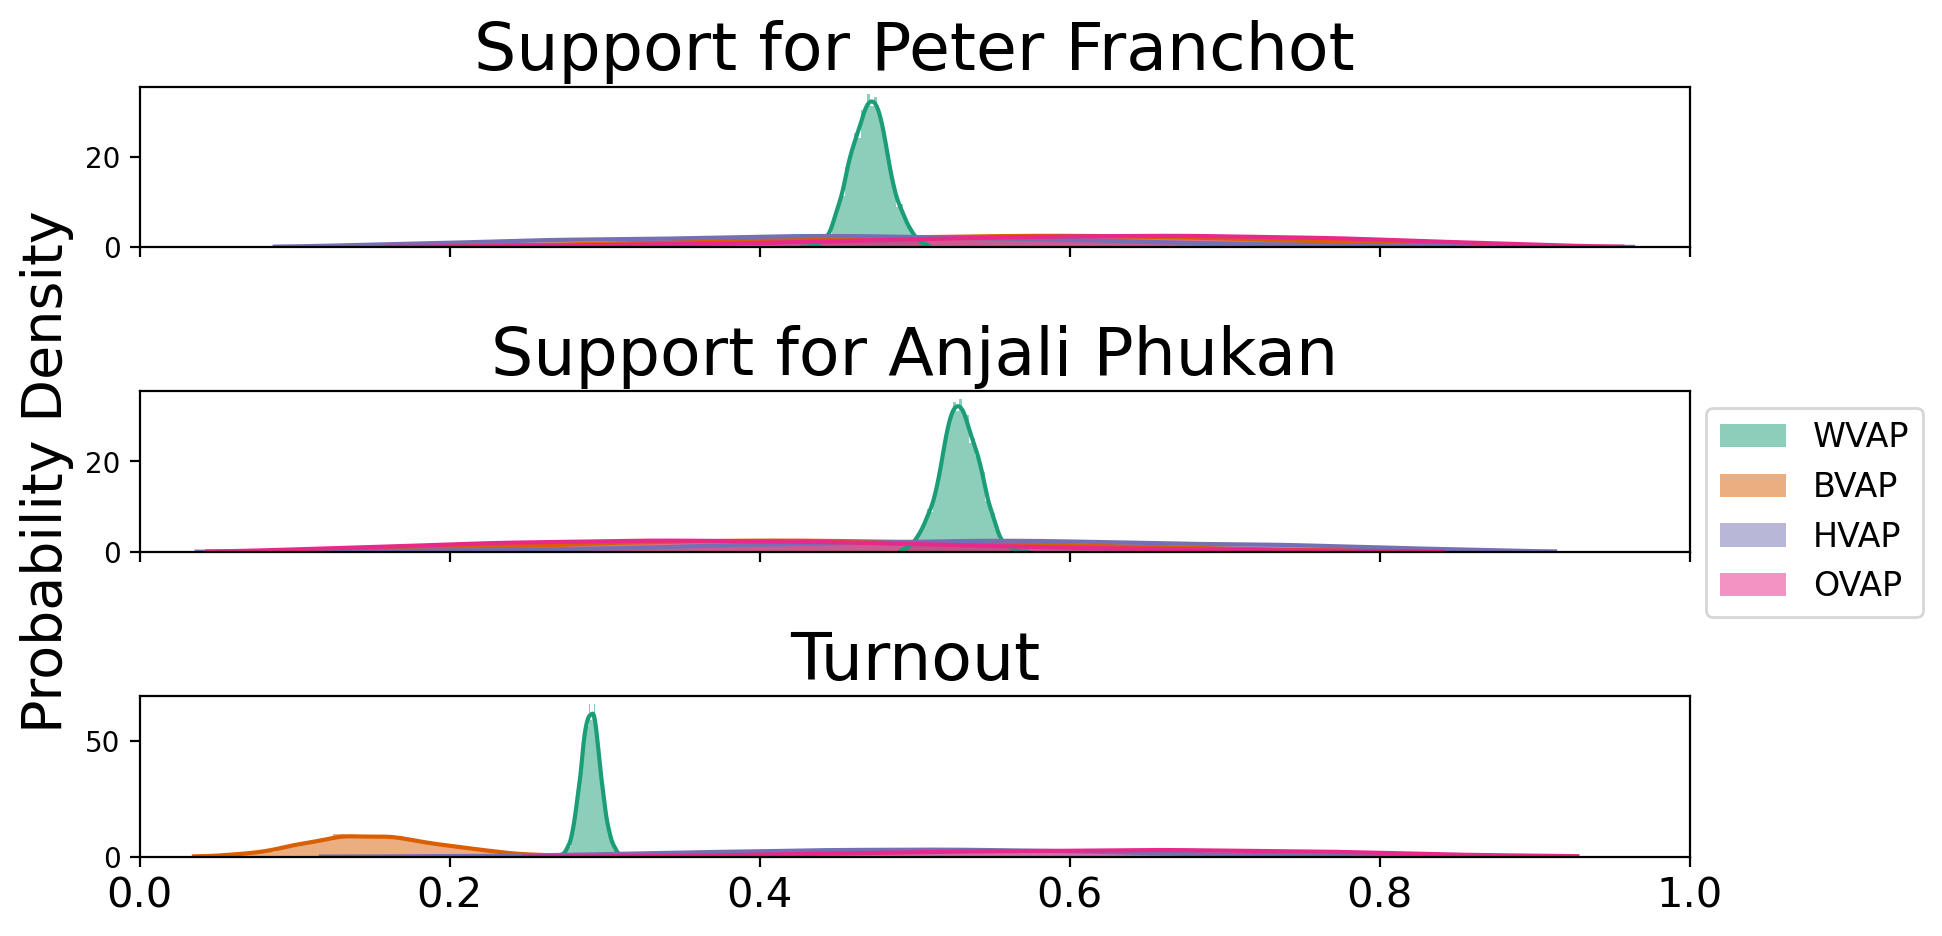 Support for Peter Franchot
20
0
Support for Anjali Phukan
20
0
Probability Density
WVAP
BVAP
HVAP
OVAP
Turnout
50
0
0.0 0.2 0.4 0.6 0.8 1.0